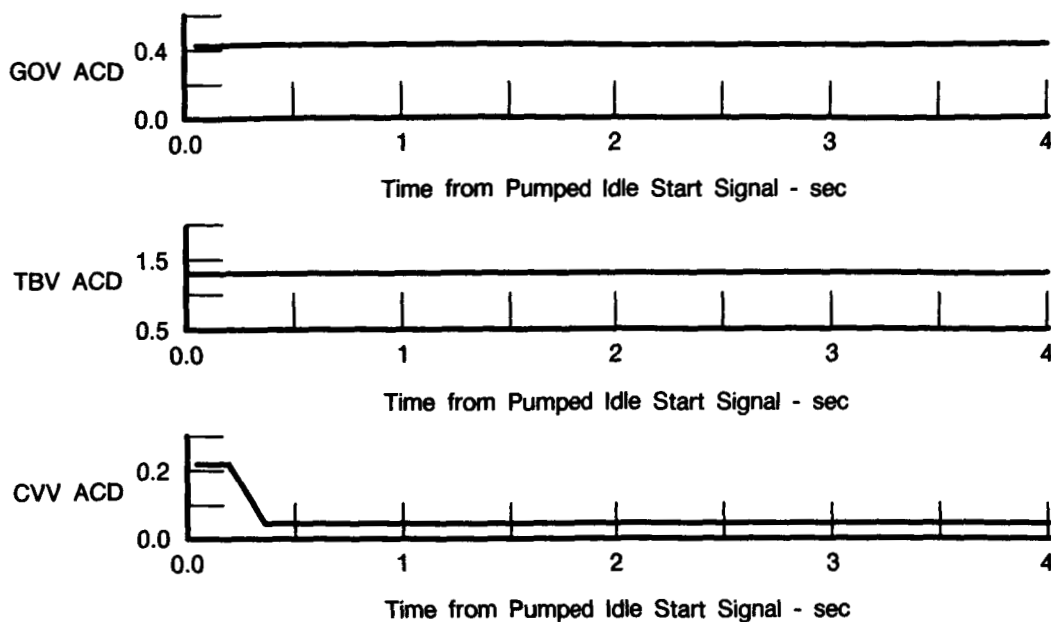 0.4
GOV ACD
0.0
0.0 1 2 3 4
Time from Pumped Idle Start Signal - sec
1.5
TBV ACD
0.5
0.0 1 2 3 4
Time from Pumped Idle Start Signal - sec
0.2
CVV ACD
0.0
0.0 1 2 3 4
Time from Pumped Idle Start Signal - sec